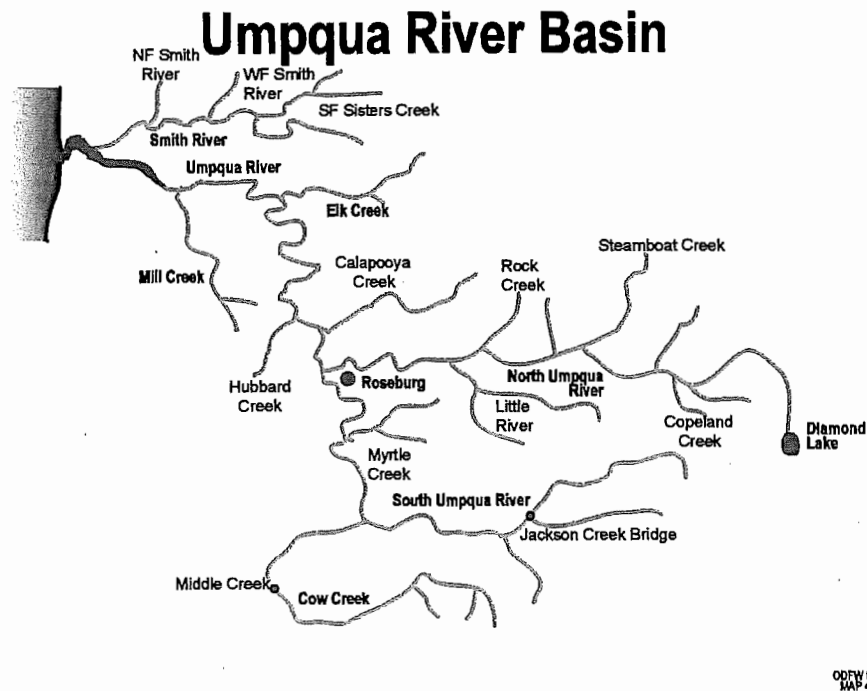 Umpqua River Basin
NF Smith
River
WF Smith
River
SF Sisters Creek
Smith River
Umpqua River
Elk Creek
Mill Creek
Calapooya
Creek
Rock
Creek
Steamboat Creek
Hubbard
Creek
Roseburg
North Umpqua
River
Little
River
Copeland
Creek
Diamond
Lake
Myrtle
Creek
South Umpqua River
Jackson Creek Bridge
Middle Creek
Cow Creek
ODFW
MAP